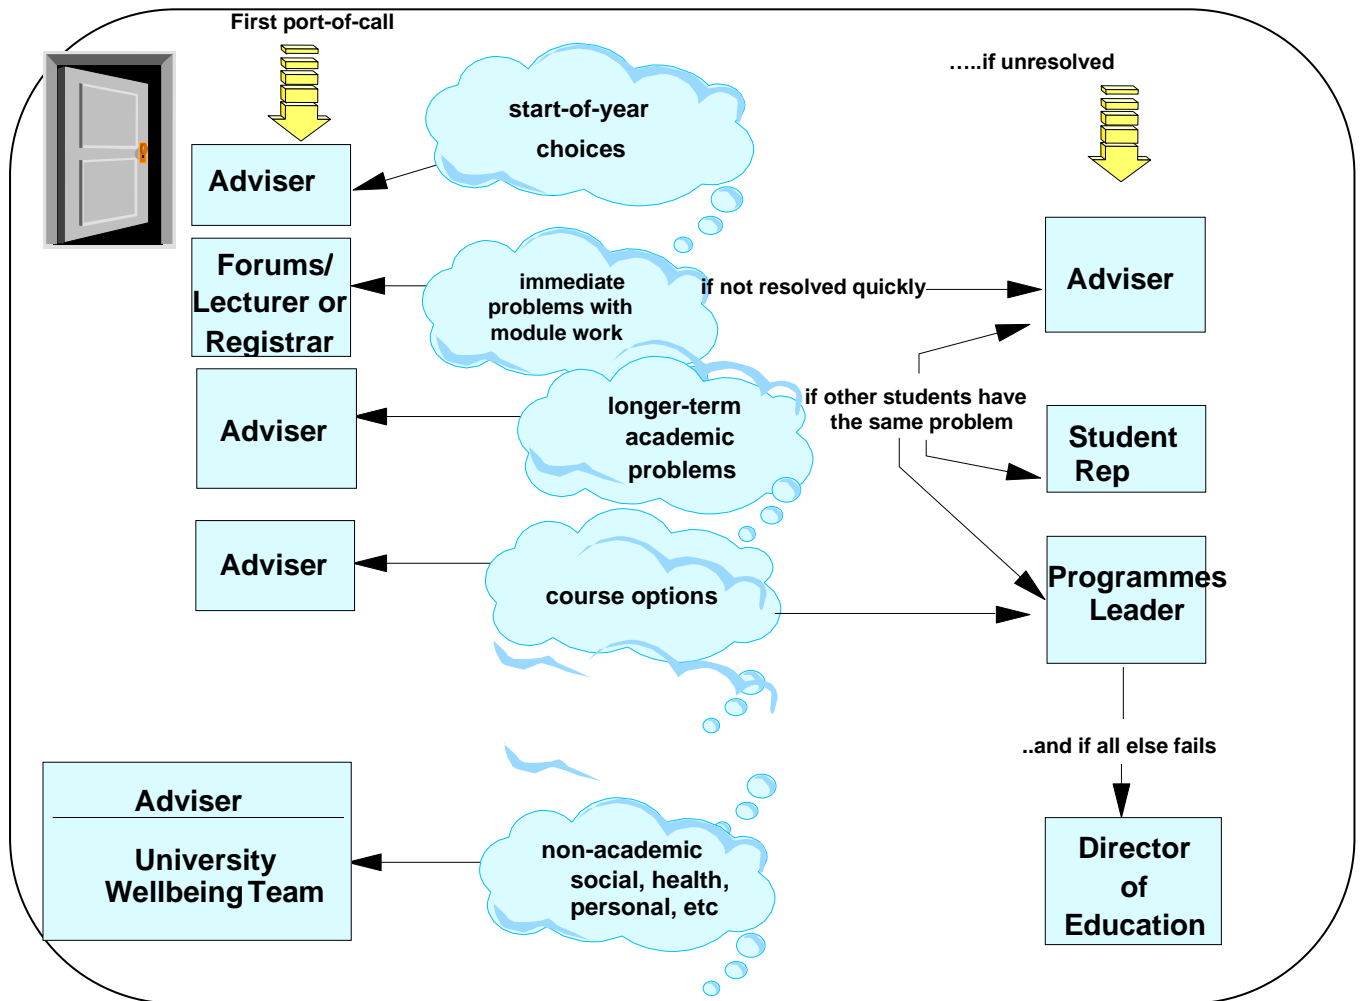 First port-of-call
…..if unresolved
start-of-year
choices
Adviser
Forums/
Lecturer or
Registrar
immediate
problems with
module work
if not resolved quickly
Adviser
Adviser
longer-term
academic
problems
if other students have
the same problem
Student
Rep
Adviser
course options
Programmes
Leader
..and if all else fails
Adviser
University
Wellbeing Team
non-academic
social, health,
personal, etc
Director
of
Education